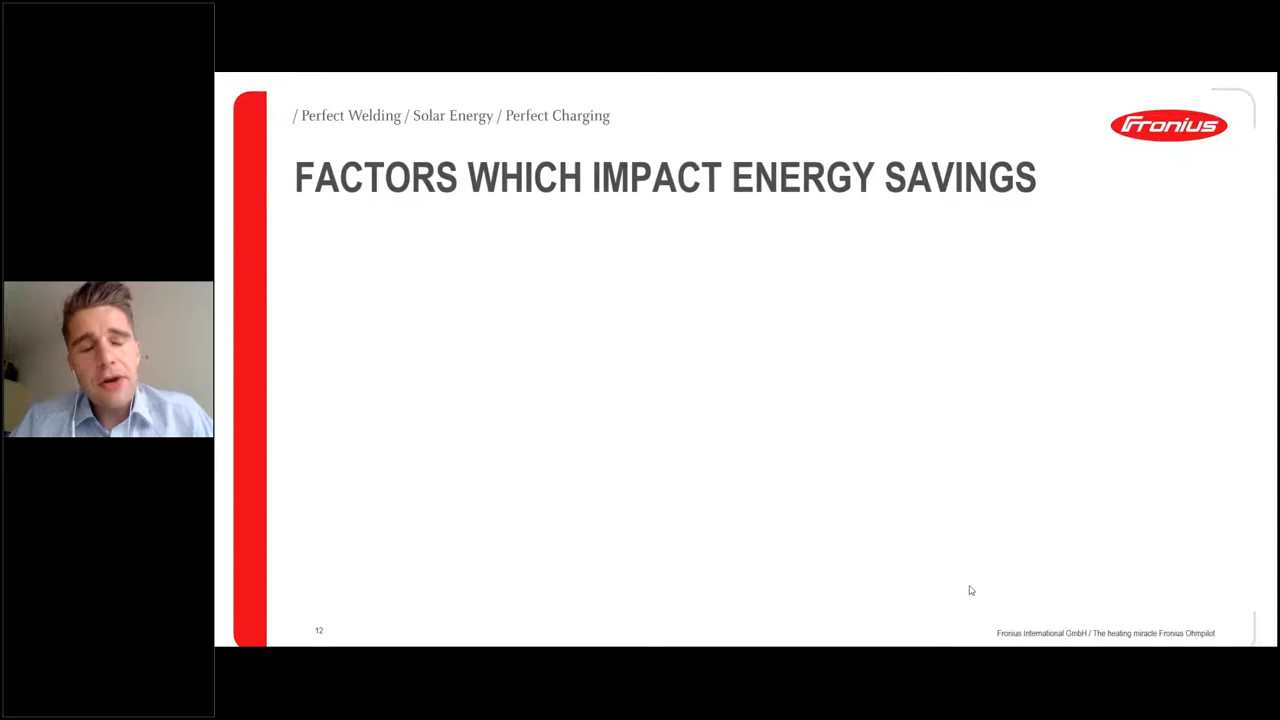 / Perfect Welding / Solar Energy / Perfect Charging
Fronius
FACTORS WHICH IMPACT ENERGY SAVINGS
12
Fronius International GmbH / The heating miracle Fronius Ohmpilot